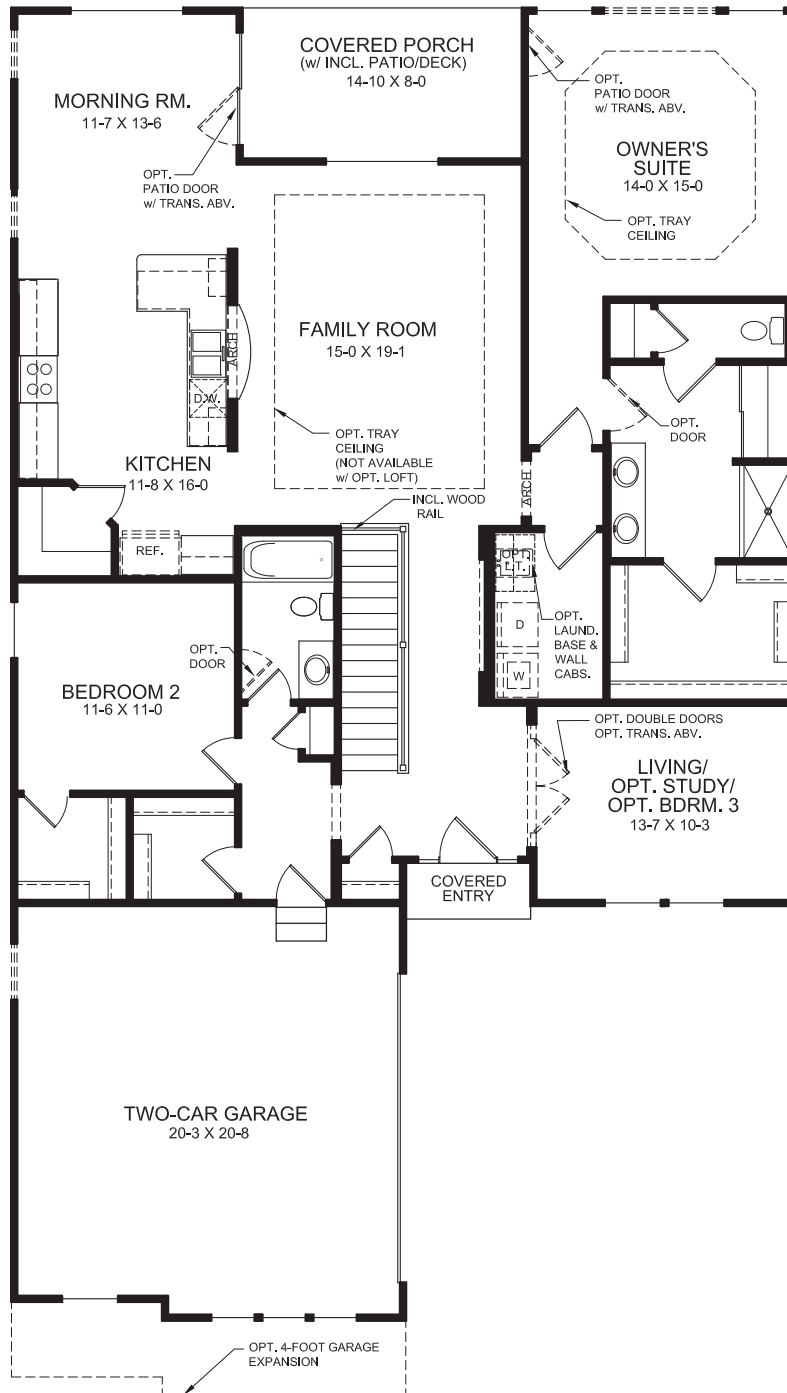 COVERED PORCH
(w/ INCL. PATIO/DECK)
14-10 X 8-0
MORNING RM.
11-7 X 13-6
OPT.
PATIO DOOR
w/ TRANS. ABV.
OPT.
PATIO DOOR
w/ TRANS. ABV.
OWNER'S
SUITE
14-0 X 15-0
OPT. TRAY
CEILING
FAMILY ROOM
15-0 X 19-1
ARCH
D.W.
OPT. TRAY
CEILING
(NOT AVAILABLE
w/ OPT. LOFT)
OPT.
DOOR
KITCHEN
11-8 X 16-0
ARCH
INCL. WOOD
RAIL
REF.
OPT.
L.T.
D
W
OPT.
LAUND.
BASE &
WALL
CABS.
OPT.
DOOR
BEDROOM 2
11-6 X 11-0
OPT. DOUBLE DOORS
OPT. TRANS. ABV.
LIVING/
OPT. STUDY/
OPT. BDRM. 3
13-7 X 10-3
COVERED
ENTRY
TWO-CAR GARAGE
20-3 X 20-8
OPT. 4-FOOT GARAGE
EXPANSION